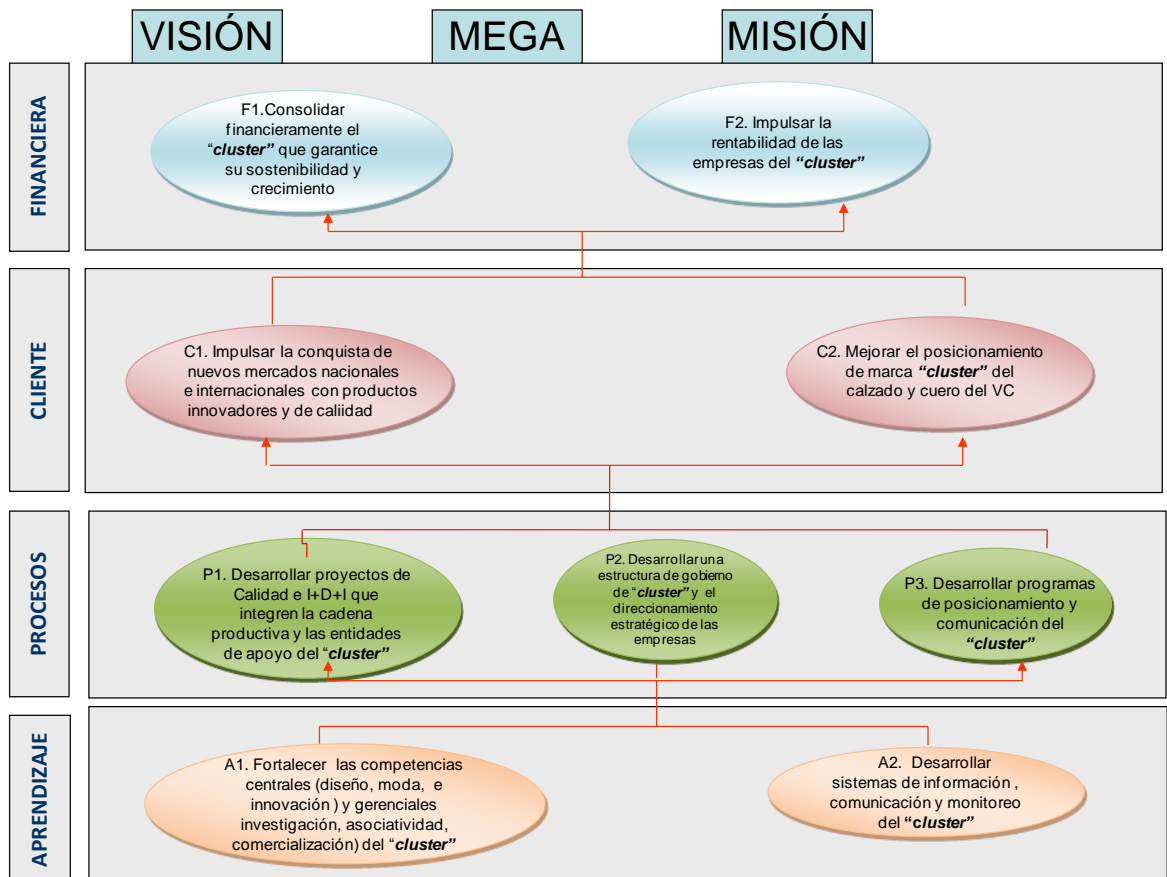 VISIÓN
MEGA
MISIÓN
FINANCIERA
F1.Consolidar
financieramente el
“cluster” que garantice
su sostenibilidad y
crecimiento
F2. Impulsar la
rentabilidad de las
empresas del “cluster”
CLIENTE
C1. Impulsar la conquista de
nuevos mercados nacionales
e internacionales con productos
innovadores y de caliidad
C2. Mejorar el posicionamiento
de marca “cluster” del
calzado y cuero del VC
PROCESOS
P1. Desarrollar proyectos de
Calidad e I+D+I que
integren la cadena
productiva y las entidades
de apoyo del “cluster”
P2. Desarrollar una
estructura de gobierno
de “cluster” y el
direccionamiento
estratégico de las
empresas
P3. Desarrollar programas
de posicionamiento y
comunicación del
“cluster”
APRENDIZAJE
A1. Fortalecer las competencias
centrales (diseño, moda, e
innovación ) y gerenciales
investigación, asociatividad,
comercialización) del “cluster”
A2. Desarrollar
sistemas de información ,
comunicación y monitoreo
del “cluster”